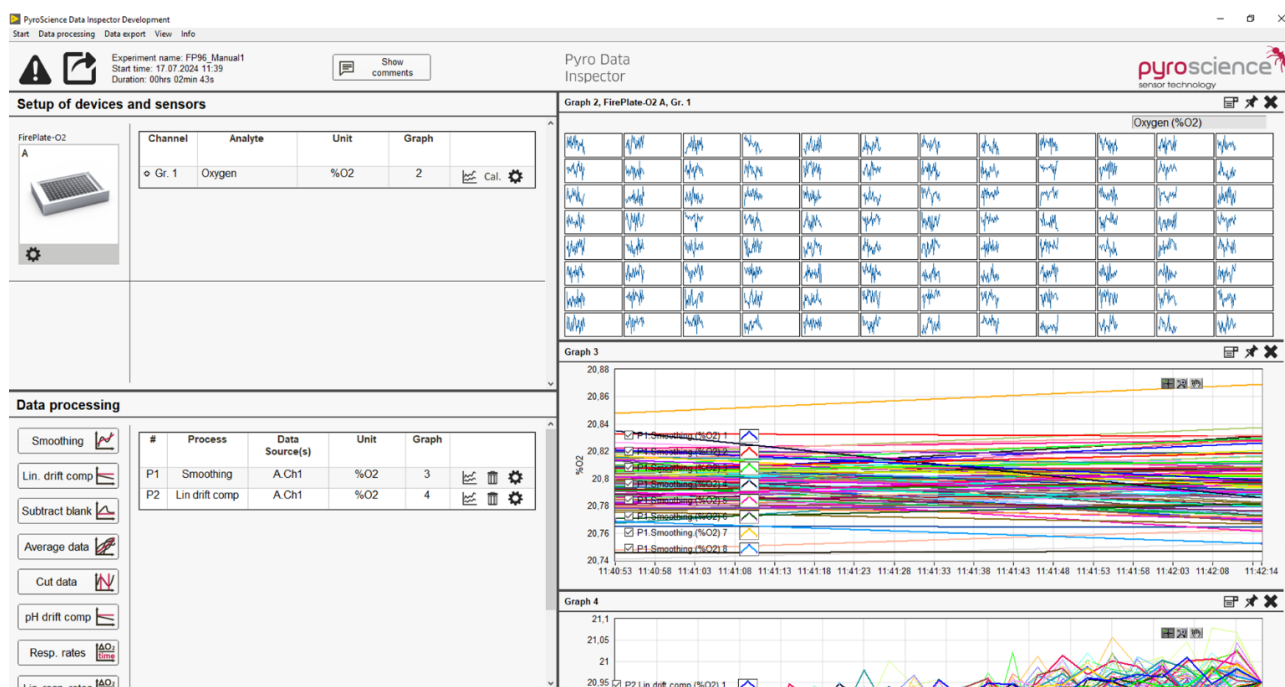 PyroScience Data Inspector Development
Start Data processing Data export View Info
Experiment name: FP96_Manual1
Start time: 17.07.2024 11:39
Duration: 00hrs 02min 43s
Show
comments
Pyro Data
Inspector
pyroscience
sensor technology
Setup of devices and sensors
FirePlate-O2
A
Channel Analyte Unit Graph
Gr. 1 Oxygen %O2 2 Cal.
Data processing
Smoothing
Lin. drift comp
Subtract blank
Average data
Cut data
pH drift comp
Resp. rates ΔO₂ time
# Process Data Source(s) Unit Graph
P1 Smoothing A.Ch1 %O2 3
P2 Lin drift comp A.Ch1 %O2 4
Graph 2, FirePlate-O2 A, Gr. 1
Oxygen (%O2)
Graph 3
20,88
20,86
20,84
20,82
20,8
20,78
20,76
20,74
%O2
P1.Smoothing.(%O2) 1
P1.Smoothing.(%O2) 2
P1.Smoothing.(%O2) 3
P1.Smoothing.(%O2) 4
P1.Smoothing.(%O2) 5
P1.Smoothing.(%O2) 6
P1.Smoothing.(%O2) 7
P1.Smoothing.(%O2) 8
11:40:53 11:40:58 11:41:03 11:41:08 11:41:13 11:41:18 11:41:23 11:41:28 11:41:33 11:41:38 11:41:43 11:41:48 11:41:53 11:41:58 11:42:03 11:42:08 11:42:14
Graph 4
21,1
21,05
21
20,95
P2.Lin drift comp.(%O2) 1